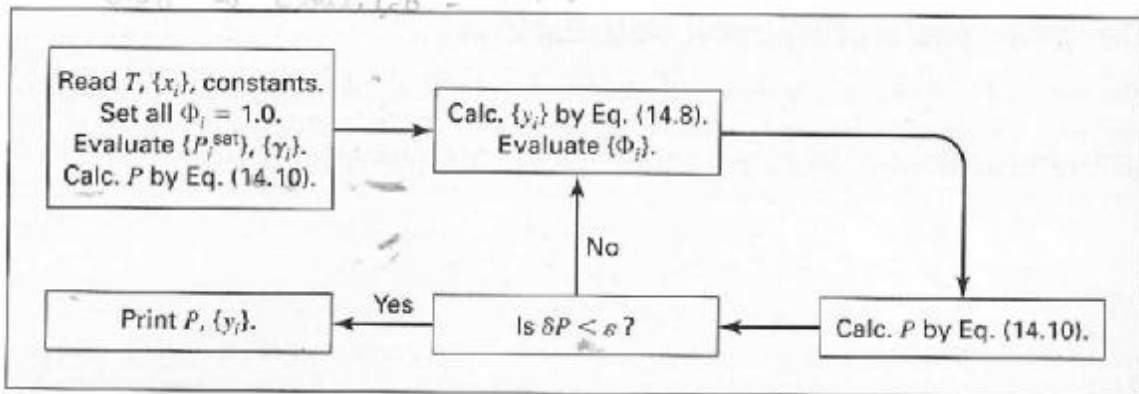 Read T, {xᵢ}, constants.
Set all Φᵢ = 1.0.
Evaluate {Pᵢˢᵃᵗ}, {γᵢ}.
Calc. P by Eq. (14.10).
Calc. {yᵢ} by Eq. (14.8).
Evaluate {Φᵢ}.
No
Print P, {yᵢ}.
Yes
Is δP < ε ?
Calc. P by Eq. (14.10).